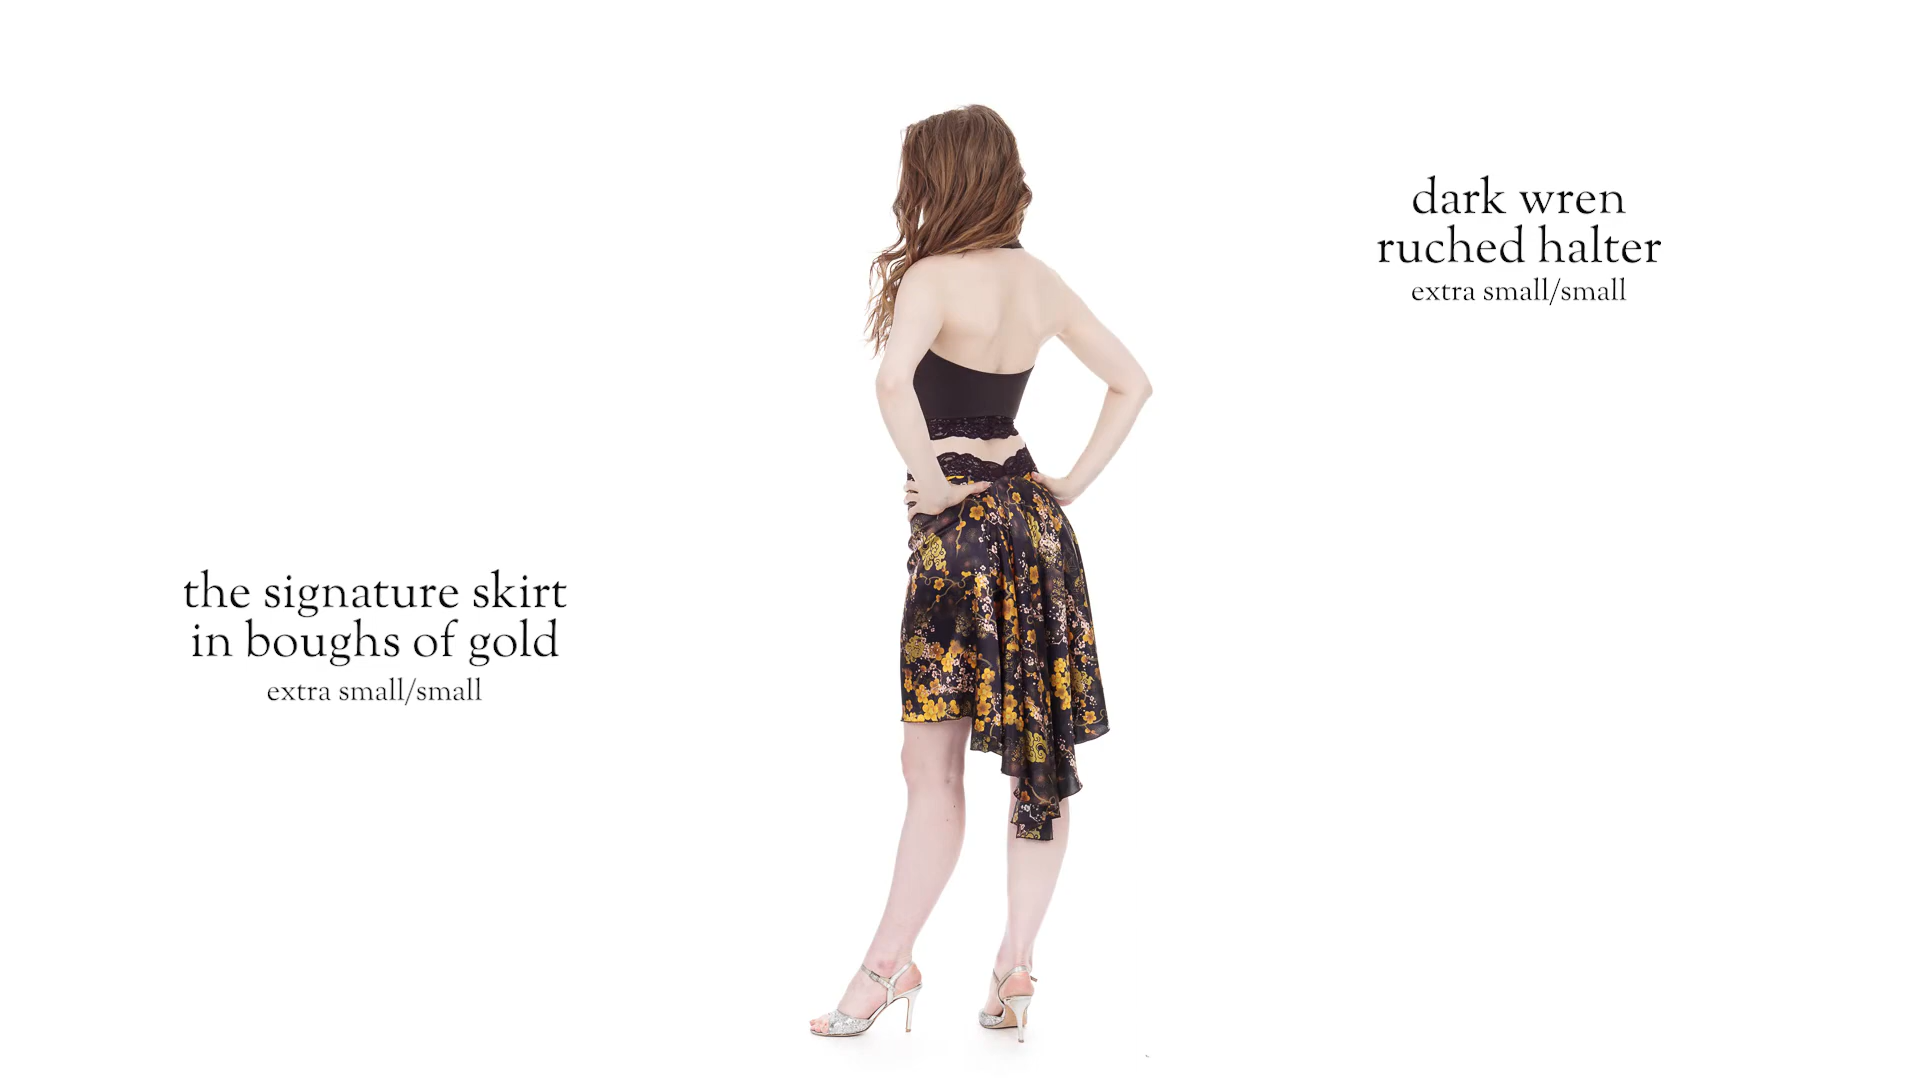 dark wren
ruched halter
extra small/small
the signature skirt
in boughs of gold
extra small/small